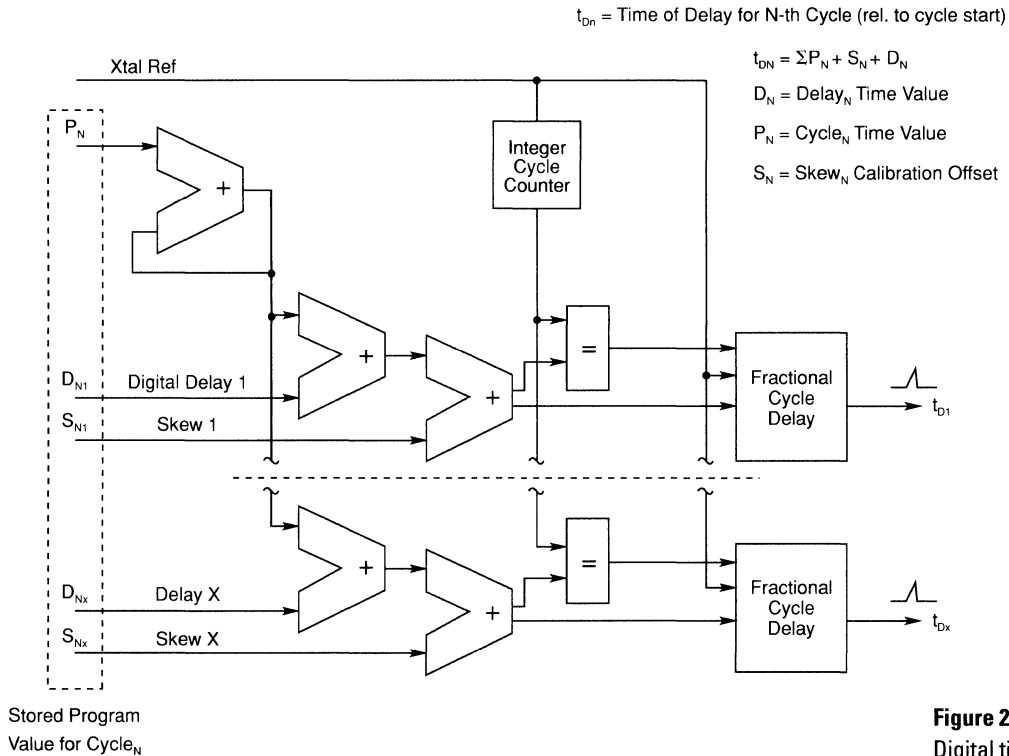 t_Dn = Time of Delay for N-th Cycle (rel. to cycle start)
t_DN = ΣP_N + S_N + D_N
D_N = Delay_N Time Value
P_N = Cycle_N Time Value
S_N = Skew_N Calibration Offset
Xtal Ref
P_N
Integer
Cycle
Counter
+
+
+
=
D_N1
Digital Delay 1
S_N1
Skew 1
Fractional
Cycle
Delay
t_D1
+
+
=
D_Nx
Delay X
S_Nx
Skew X
Fractional
Cycle
Delay
t_Dx
Stored Program
Value for Cycle_N
Figure 2
Digital ti